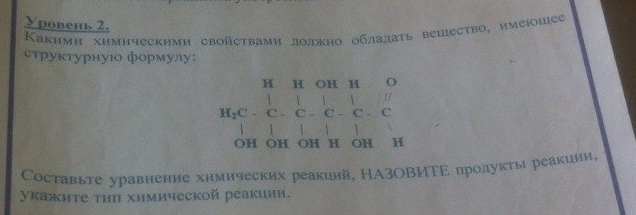 Уровень 2.
Какими химическими свойствами должно обладать вещество, имеющее
структурную формулу:
H H OH H O
| | | | //
H₂C - C - C - C - C - C
| | | | | \
OH OH OH H OH H
Составьте уравнение химических реакций, НАЗОВИТЕ продукты реакции,
укажите тип химической реакции.